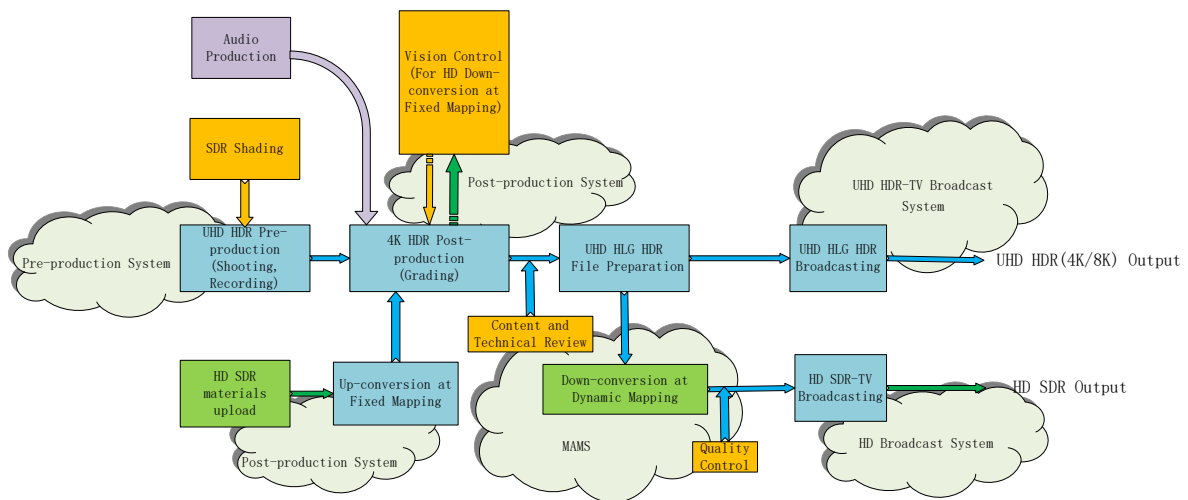 Audio
Production
Vision Control
(For HD Down-
conversion at
Fixed Mapping)
SDR Shading
Post-production System
UHD HDR-TV Broadcast
System
Pre-production System
UHD HDR Pre-
production
(Shooting,
Recording)
4K HDR Post-
production
(Grading)
UHD HLG HDR
File Preparation
UHD HLG HDR
Broadcasting
UHD HDR(4K/8K) Output
Content and
Technical Review
HD SDR
materials
upload
Up-conversion at
Fixed Mapping
Down-conversion at
Dynamic Mapping
HD SDR-TV
Broadcasting
HD SDR Output
Post-production System
MAMS
Quality
Control
HD Broadcast System